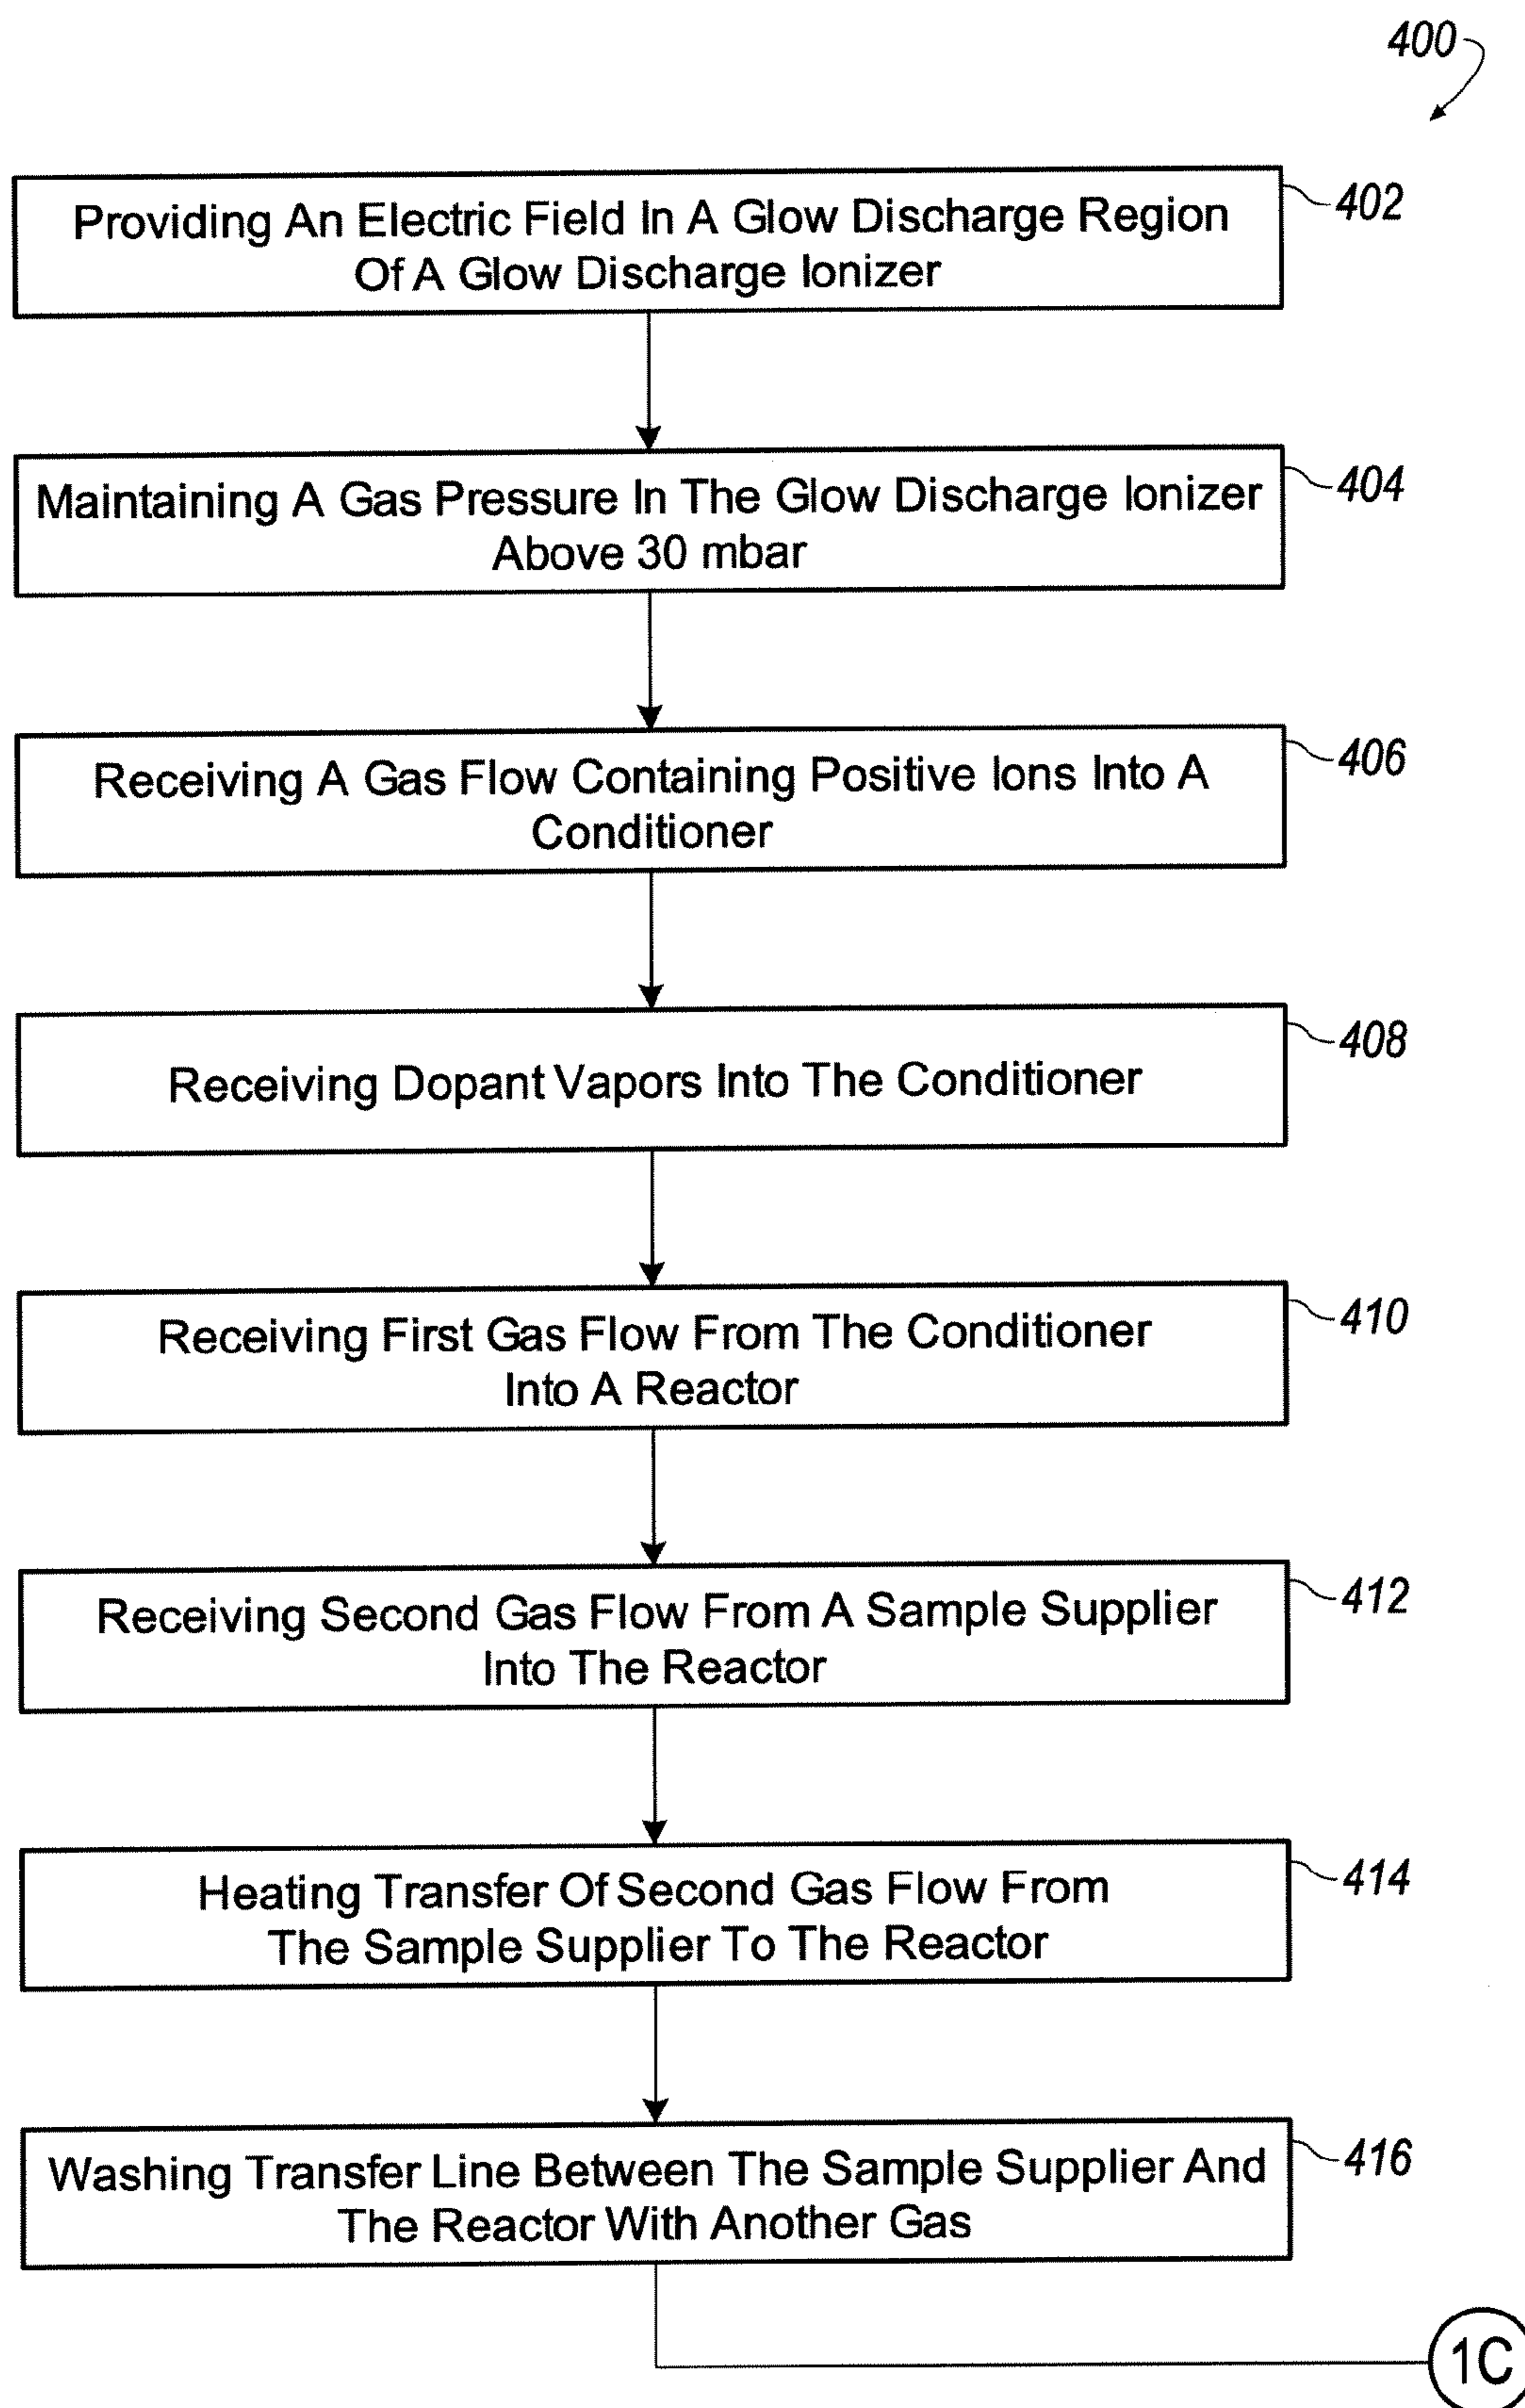 400
Providing An Electric Field In A Glow Discharge Region
Of A Glow Discharge Ionizer
402
Maintaining A Gas Pressure In The Glow Discharge Ionizer
Above 30 mbar
404
Receiving A Gas Flow Containing Positive Ions Into A
Conditioner
406
Receiving Dopant Vapors Into The Conditioner
408
Receiving First Gas Flow From The Conditioner
Into A Reactor
410
Receiving Second Gas Flow From A Sample Supplier
Into The Reactor
412
Heating Transfer Of Second Gas Flow From
The Sample Supplier To The Reactor
414
Washing Transfer Line Between The Sample Supplier And
The Reactor With Another Gas
416
1C